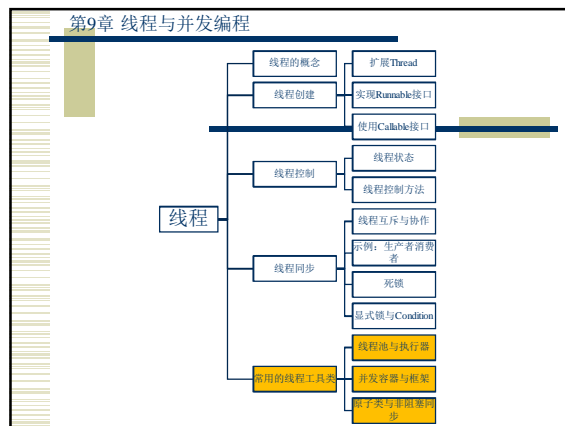 第9章 线程与并发编程
线程
线程的概念
线程创建
扩展Thread
实现Runnable接口
使用Callable接口
线程控制
线程状态
线程控制方法
线程同步
线程互斥与协作
示例：生产者消费
者
死锁
显式锁与Condition
常用的线程工具类
线程池与执行器
并发容器与框架
原子类与非阻塞同
步